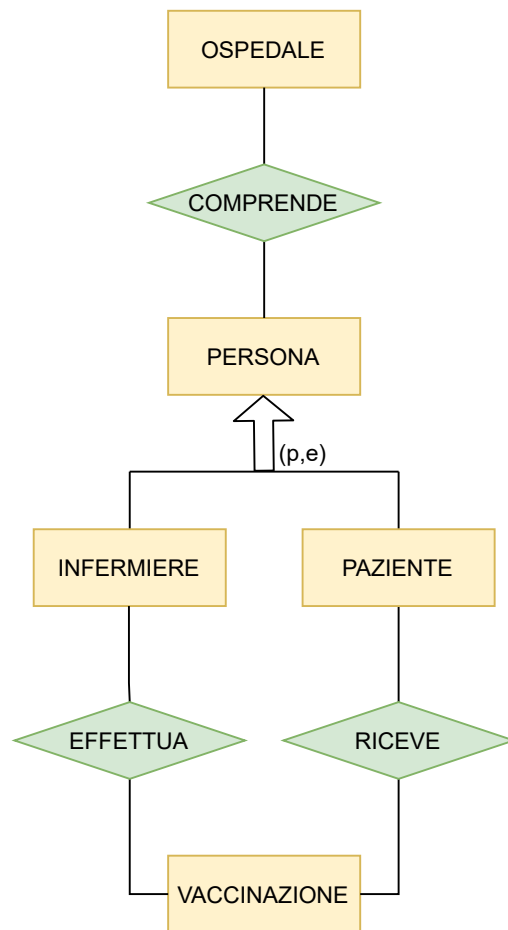 OSPEDALE
COMPRENDE
PERSONA
(p,e)
INFERMIERE
PAZIENTE
EFFETTUA
RICEVE
VACCINAZIONE